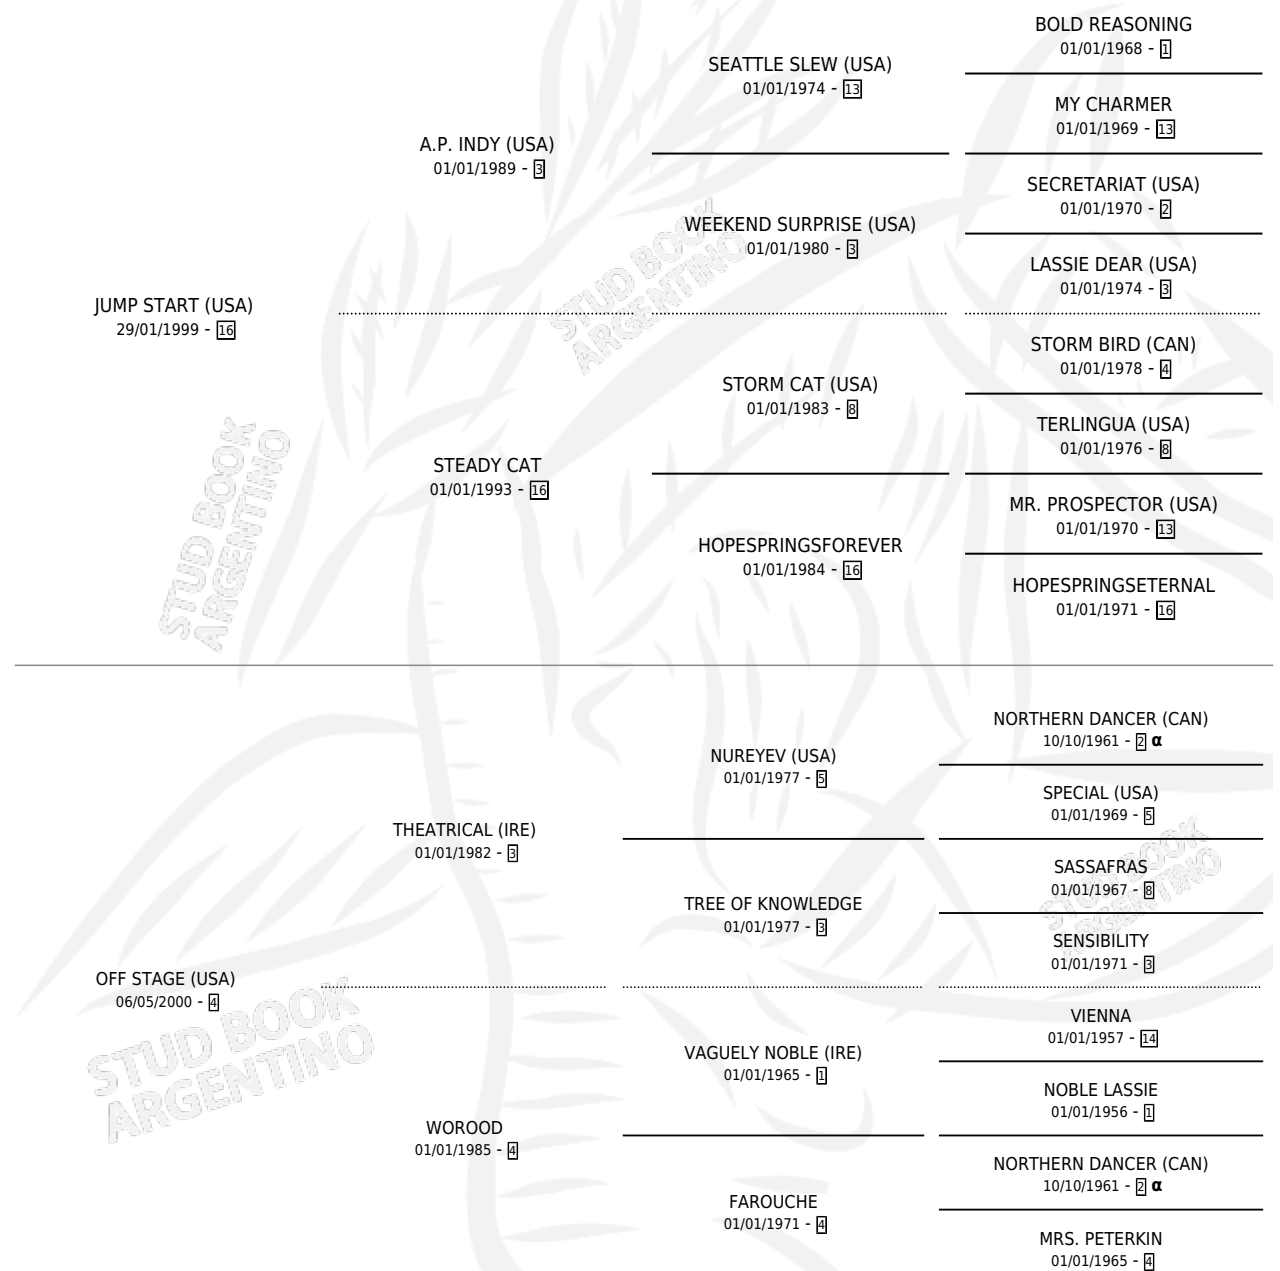 BOLD REASONING
01/01/1968 - 1
SEATTLE SLEW (USA)
01/01/1974 - 13
MY CHARMER
01/01/1969 - 13
A.P. INDY (USA)
01/01/1989 - 3
SECRETARIAT (USA)
01/01/1970 - 2
WEEKEND SURPRISE (USA)
01/01/1980 - 3
LASSIE DEAR (USA)
01/01/1974 - 3
JUMP START (USA)
29/01/1999 - 16
STORM BIRD (CAN)
01/01/1978 - 4
STORM CAT (USA)
01/01/1983 - 8
TERLINGUA (USA)
01/01/1976 - 8
STEADY CAT
01/01/1993 - 16
MR. PROSPECTOR (USA)
01/01/1970 - 13
HOPESPRINGSFOREVER
01/01/1984 - 16
HOPESPRINGSETERNAL
01/01/1971 - 16
STUD BOOK
ARGENTINO
STUD BOOK
ARGENTINO
NORTHERN DANCER (CAN)
10/10/1961 - 2 α
NUREYEV (USA)
01/01/1977 - 5
SPECIAL (USA)
01/01/1969 - 5
THEATRICAL (IRE)
01/01/1982 - 3
SASSAFRAS
01/01/1967 - 8
TREE OF KNOWLEDGE
01/01/1977 - 3
SENSIBILITY
01/01/1971 - 3
OFF STAGE (USA)
06/05/2000 - 4
VIENNA
01/01/1957 - 14
VAGUELY NOBLE (IRE)
01/01/1965 - 1
NOBLE LASSIE
01/01/1956 - 1
WOROOD
01/01/1985 - 4
NORTHERN DANCER (CAN)
10/10/1961 - 2 α
FAROUCHE
01/01/1971 - 4
MRS. PETERKIN
01/01/1965 - 4
STUD BOOK
ARGENTINO
STUD BOOK
ARGENTINO